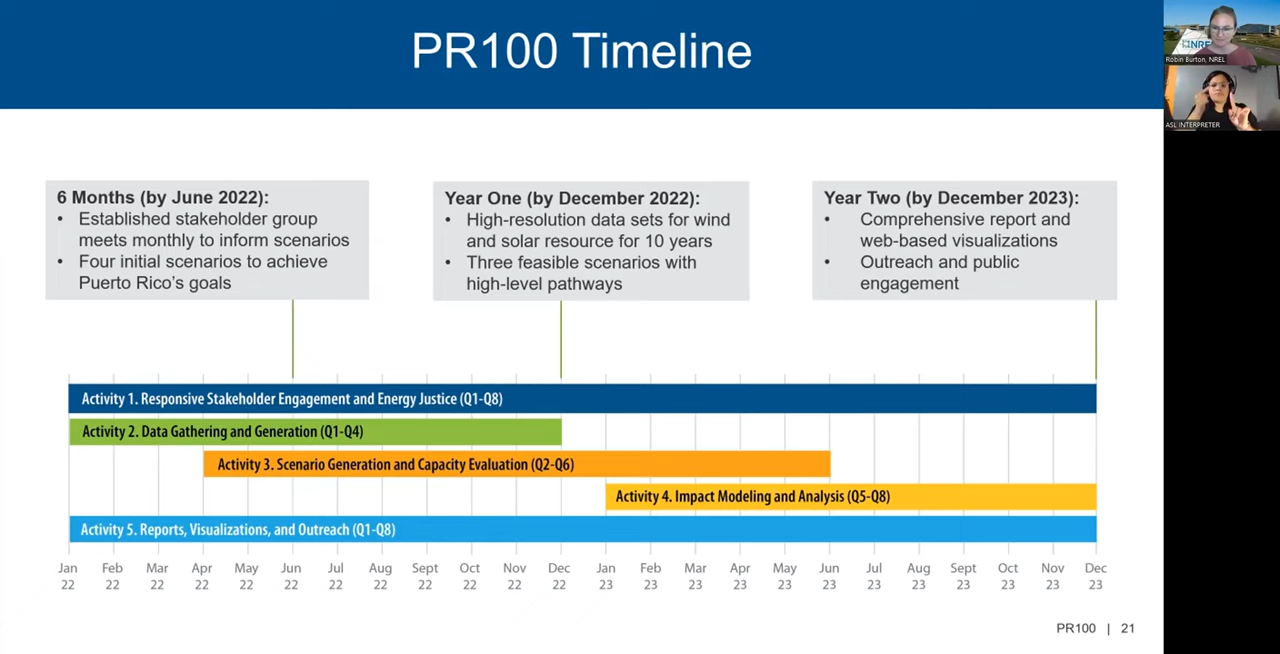 PR100 Timeline
NREL
Robin Burton, NREL
ASL INTERPRETER
6 Months (by June 2022):
• Established stakeholder group
meets monthly to inform scenarios
• Four initial scenarios to achieve
Puerto Rico's goals
Year One (by December 2022):
• High-resolution data sets for wind
and solar resource for 10 years
• Three feasible scenarios with
high-level pathways
Year Two (by December 2023):
• Comprehensive report and
web-based visualizations
• Outreach and public
engagement
Activity 1. Responsive Stakeholder Engagement and Energy Justice (Q1-Q8)
Activity 2. Data Gathering and Generation (Q1-Q4)
Activity 3. Scenario Generation and Capacity Evaluation (Q2-Q6)
Activity 4. Impact Modeling and Analysis (Q5-Q8)
Activity 5. Reports, Visualizations, and Outreach (Q1-Q8)
Jan Feb Mar Apr May Jun Jul Aug Sept Oct Nov Dec Jan Feb Mar Apr May Jun Jul Aug Sept Oct Nov Dec
22 22 22 22 22 22 22 22 22 22 22 22 23 23 23 23 23 23 23 23 23 23 23 23
PR100 | 21